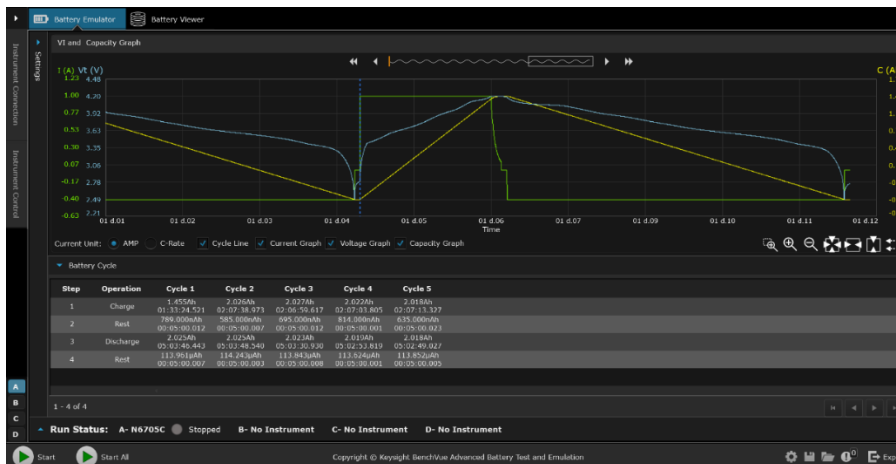 Battery Emulator
Battery Viewer
Instrument Connection
Instrument Control
Settings
VI and Capacity Graph
I (A) Vt (V)
C (A
1.23 4.48
1.00 4.20
0.77 3.92
0.53 3.63
0.30 3.35
0.07 3.06
-0.17 2.78
-0.40 2.49
-0.63 2.21
01 d.01 01 d.02 01 d.03 01 d.04 01 d.05 01 d.06 01 d.07 01 d.09 01 d.10 01 d.11 01 d.12
Time
Current Unit: AMP C-Rate Cycle Line Current Graph Voltage Graph Capacity Graph
Battery Cycle
Step Operation Cycle 1 Cycle 2 Cycle 3 Cycle 4 Cycle 5
1 Charge 1.455Ah 2.026Ah 2.027Ah 2.022Ah 2.018Ah
01:33:24.521 02:07:38.973 02:06:59.617 02:07:03.805 02:07:13.327
2 Rest 789.000nAh 585.000nAh 695.000nAh 814.000nAh 635.000nAh
00:05:00.012 00:05:00.007 00:05:00.012 00:05:00.001 00:05:00.023
3 Discharge 2.025Ah 2.025Ah 2.023Ah 2.019Ah 2.018Ah
05:03:46.443 05:03:48.540 05:03:30.930 05:02:53.819 05:02:49.027
4 Rest 113.961µAh 114.243µAh 113.843µAh 113.624µAh 113.852µAh
00:05:00.007 00:05:00.003 00:05:00.008 00:05:00.001 00:05:00.005
1 - 4 of 4
A
B
C
D
Run Status: A- N6705C Stopped B- No Instrument C- No Instrument D- No Instrument
Start Start All Copyright © Keysight BenchVue Advanced Battery Test and Emulation 0 Exp